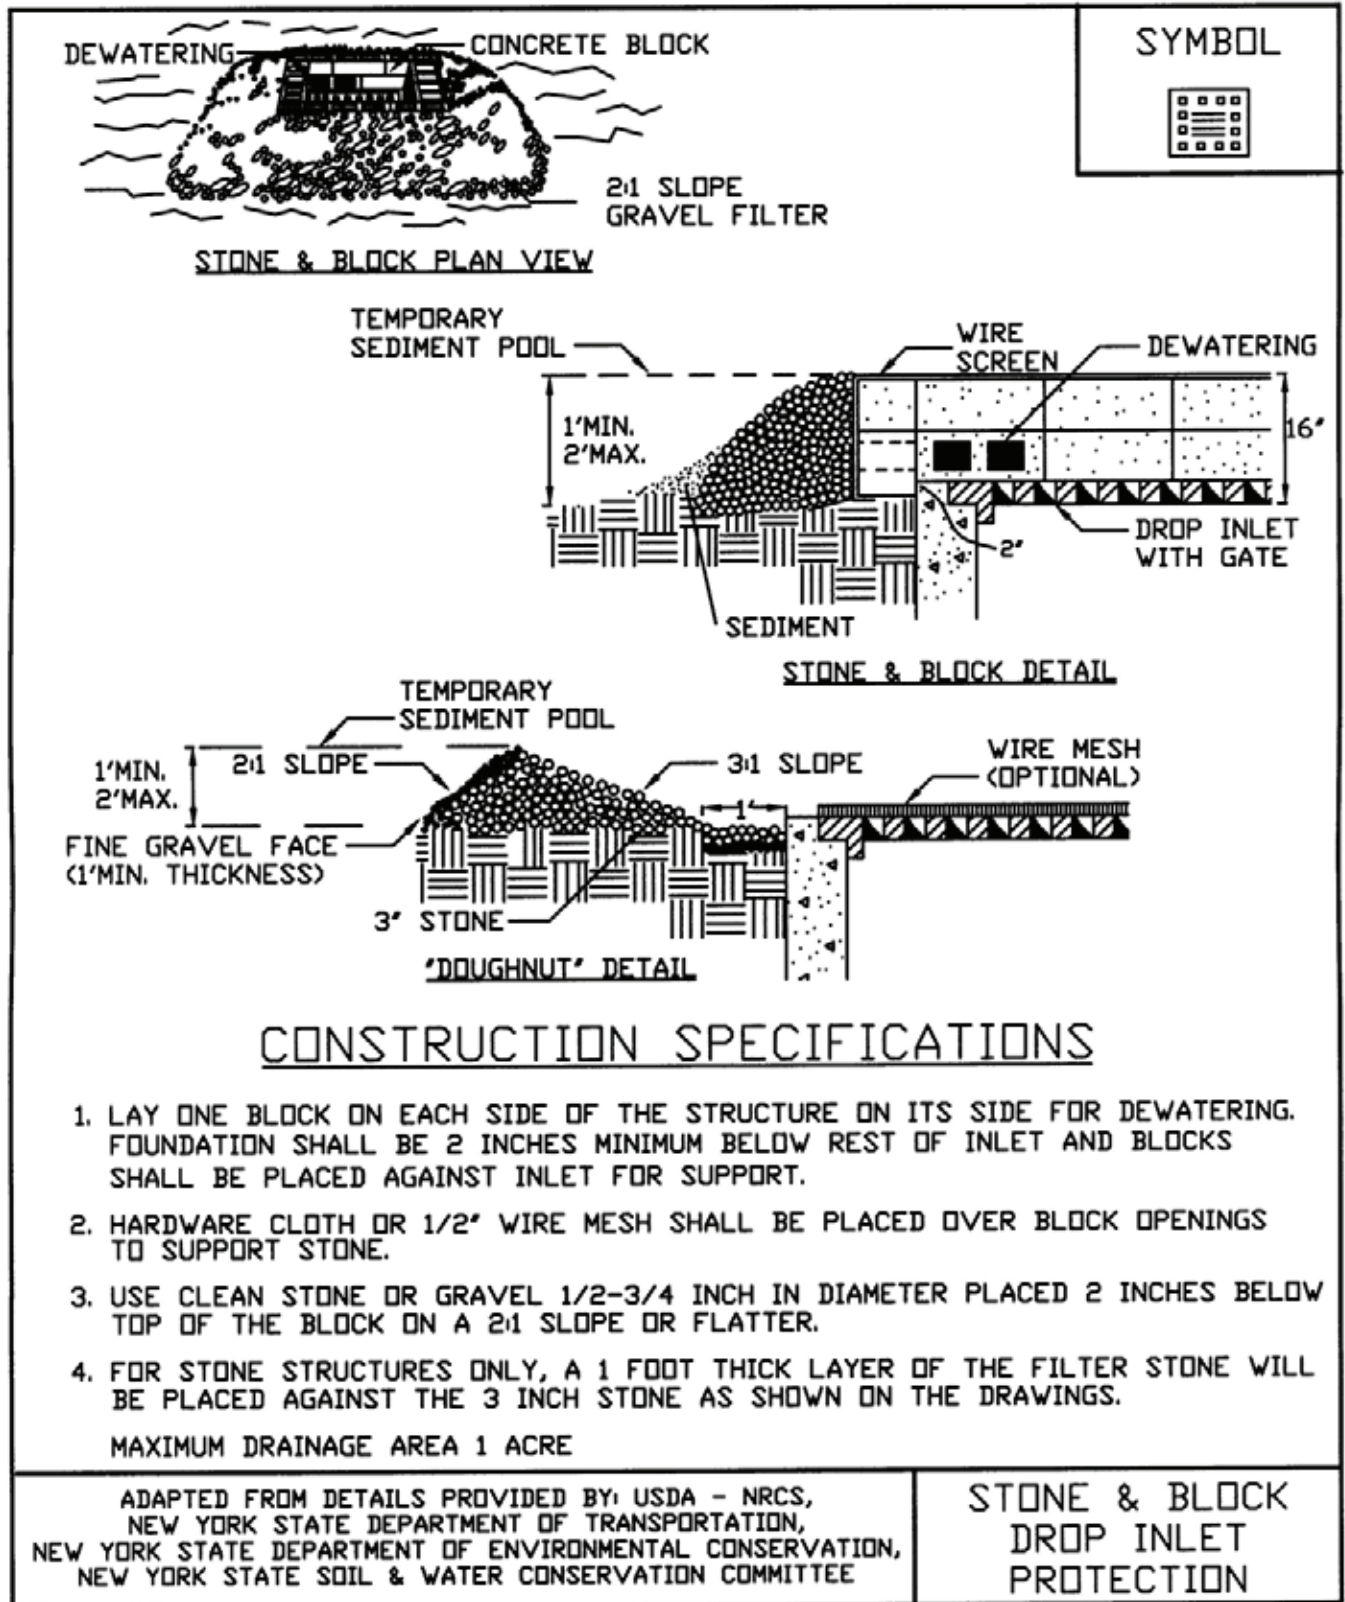 SYMBOL
DEWATERING
CONCRETE BLOCK
2:1 SLOPE
GRAVEL FILTER
STONE & BLOCK PLAN VIEW
TEMPORARY
SEDIMENT POOL
WIRE
SCREEN
DEWATERING
1'MIN.
2'MAX.
16"
2"
DROP INLET
WITH GATE
SEDIMENT
STONE & BLOCK DETAIL
TEMPORARY
SEDIMENT POOL
1'MIN.
2'MAX.
2:1 SLOPE
3:1 SLOPE
WIRE MESH
(OPTIONAL)
1'
FINE GRAVEL FACE
(1'MIN. THICKNESS)
3" STONE
"DOUGHNUT" DETAIL
CONSTRUCTION SPECIFICATIONS
1. LAY ONE BLOCK ON EACH SIDE OF THE STRUCTURE ON ITS SIDE FOR DEWATERING.
FOUNDATION SHALL BE 2 INCHES MINIMUM BELOW REST OF INLET AND BLOCKS
SHALL BE PLACED AGAINST INLET FOR SUPPORT.
2. HARDWARE CLOTH OR 1/2" WIRE MESH SHALL BE PLACED OVER BLOCK OPENINGS
TO SUPPORT STONE.
3. USE CLEAN STONE OR GRAVEL 1/2-3/4 INCH IN DIAMETER PLACED 2 INCHES BELOW
TOP OF THE BLOCK ON A 2:1 SLOPE OR FLATTER.
4. FOR STONE STRUCTURES ONLY, A 1 FOOT THICK LAYER OF THE FILTER STONE WILL
BE PLACED AGAINST THE 3 INCH STONE AS SHOWN ON THE DRAWINGS.
MAXIMUM DRAINAGE AREA 1 ACRE
ADAPTED FROM DETAILS PROVIDED BY: USDA - NRCS,
NEW YORK STATE DEPARTMENT OF TRANSPORTATION,
NEW YORK STATE DEPARTMENT OF ENVIRONMENTAL CONSERVATION,
NEW YORK STATE SOIL & WATER CONSERVATION COMMITTEE
STONE & BLOCK
DROP INLET
PROTECTION